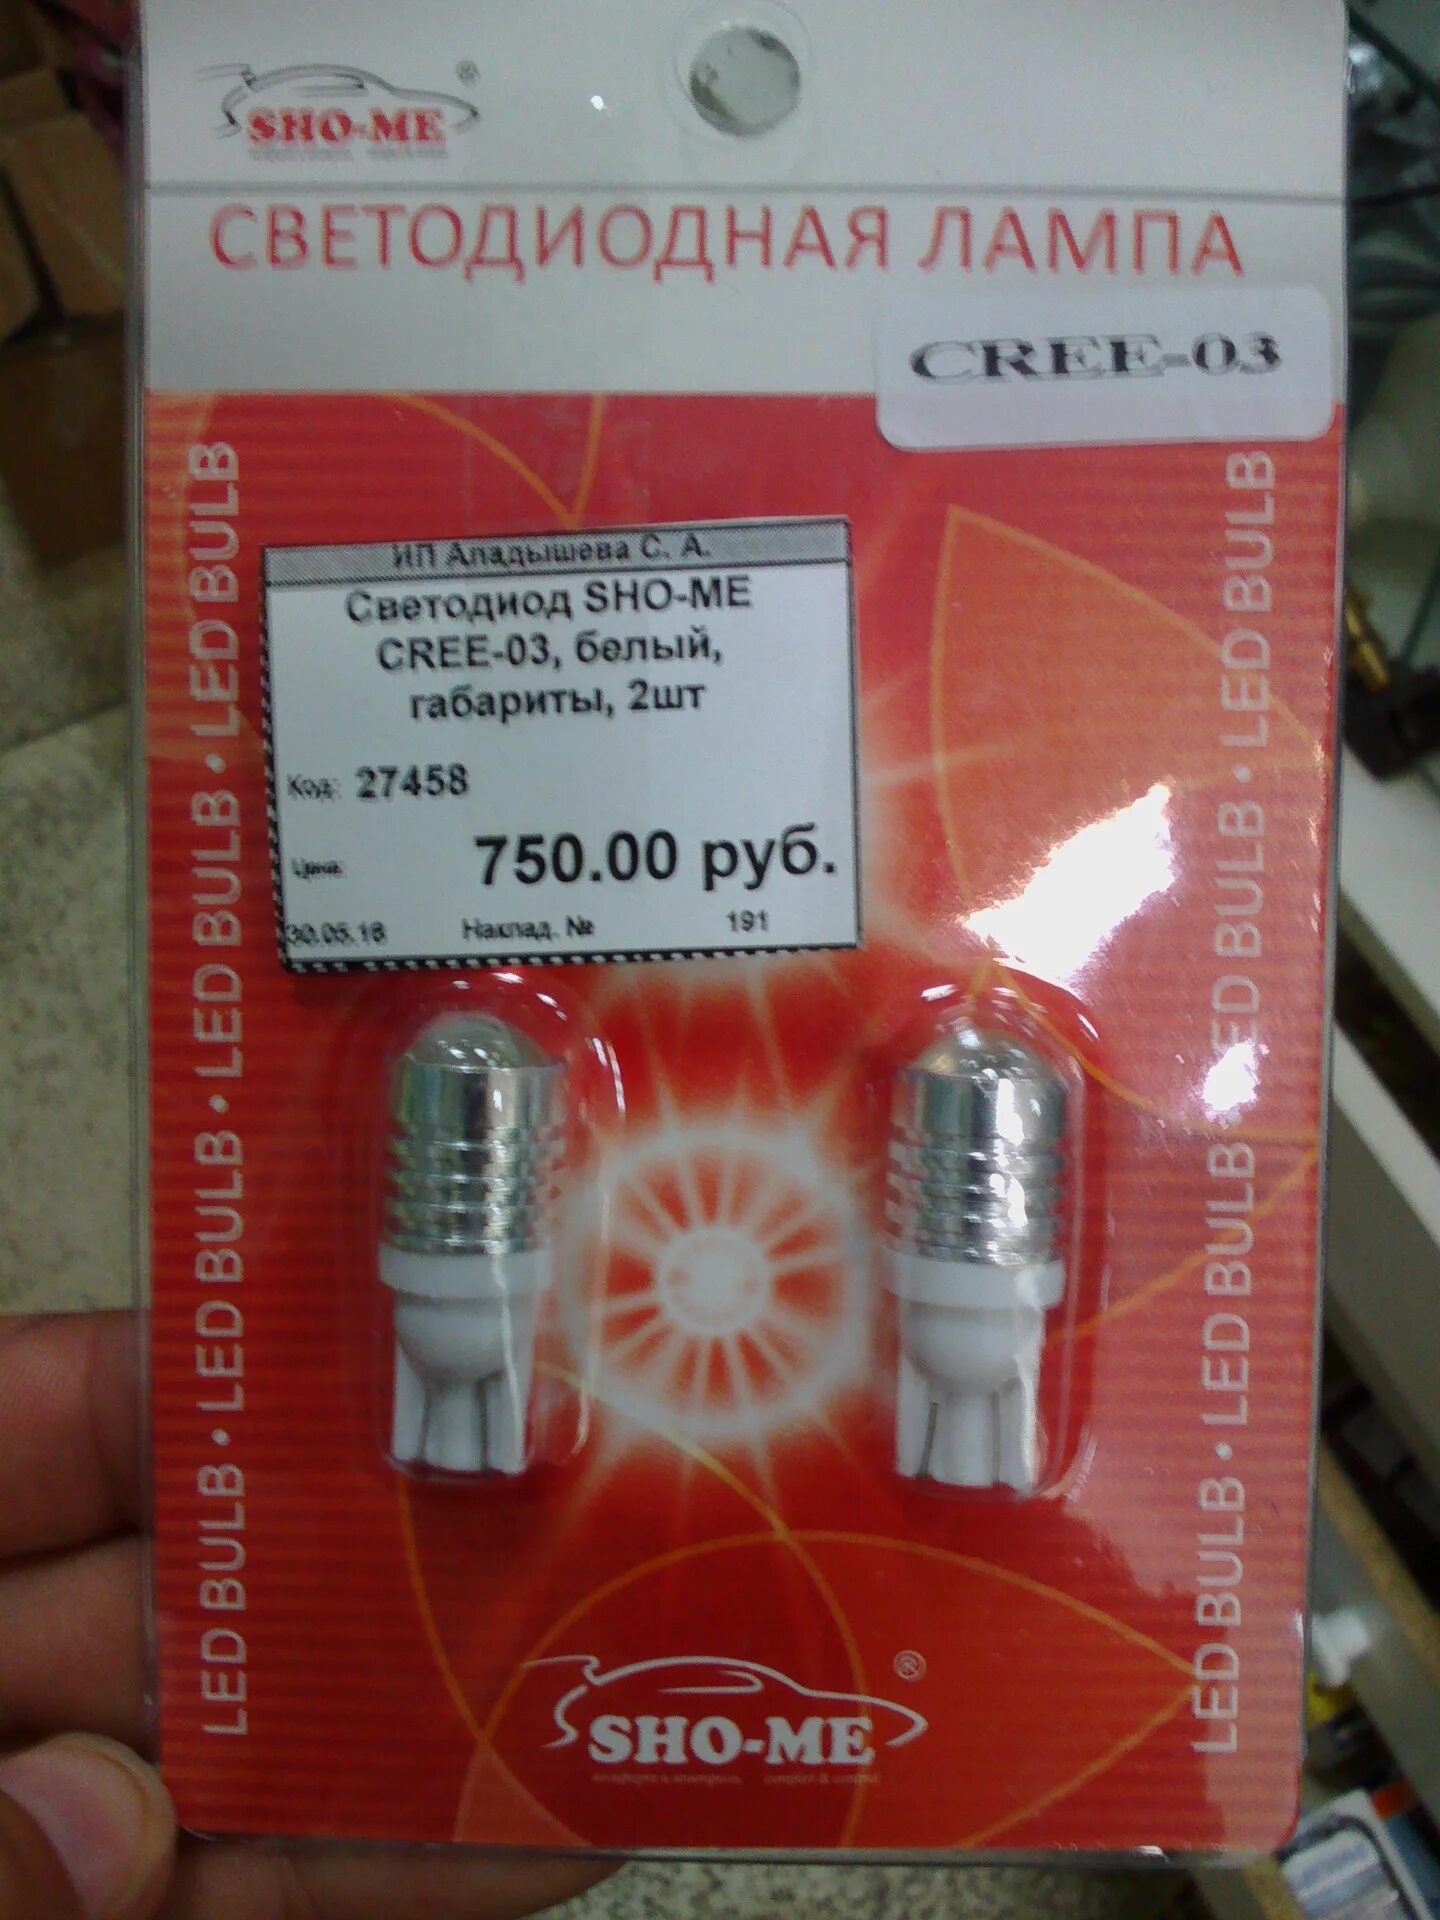 SHO-ME ®
СВЕТОДИОДНАЯ ЛАМПА
CREE-03
ИП Аладышева С. А.
Светодиод SHO-ME
CREE-03, белый,
габариты, 2шт
Код: 27458
Цена: 750.00 руб.
30.05.18 Наклад. № 191
LED BULB • LED BULB • LED BULB • LED BULB
LED BULB • LED BULB • LED BULB • LED BULB
SHO-ME ®
comfort & control